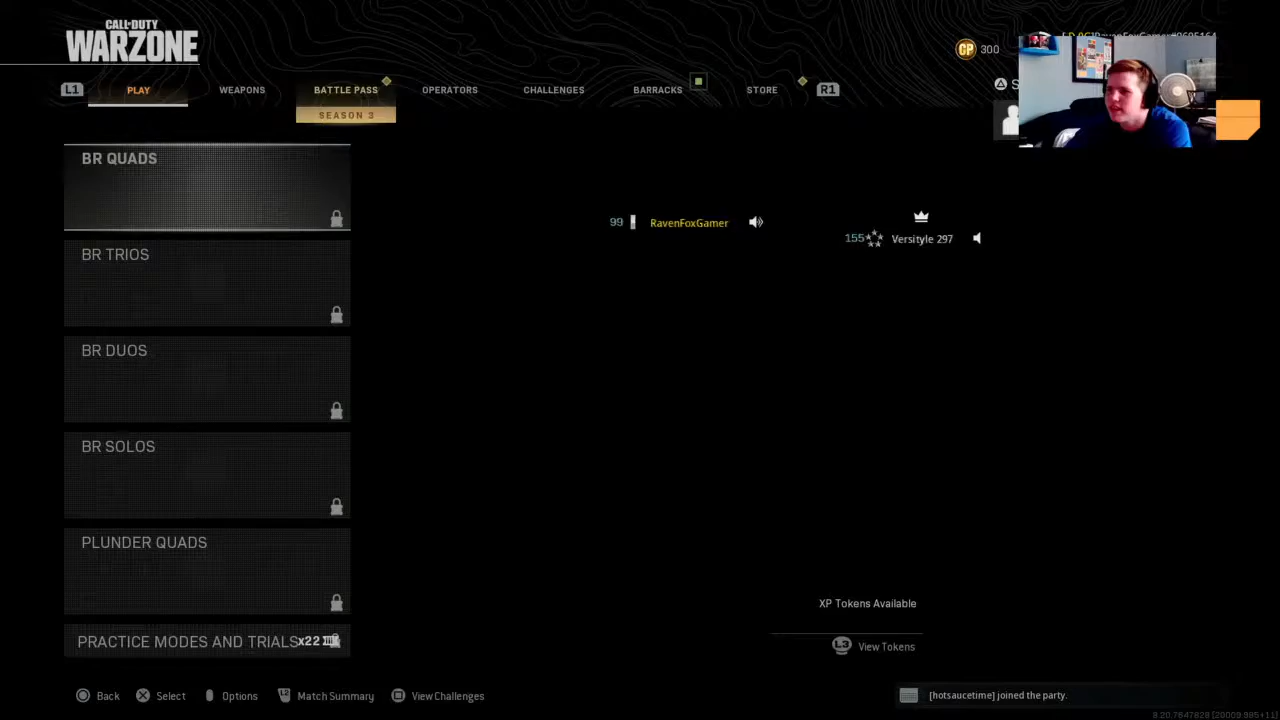 CALL OF DUTY
WARZONE
CP 300
L1 PLAY WEAPONS BATTLE PASS OPERATORS CHALLENGES BARRACKS STORE R1
SEASON 3
BR QUADS
BR TRIOS
BR DUOS
BR SOLOS
PLUNDER QUADS
PRACTICE MODES AND TRIALS x22
99 RavenFoxGamer
155 Versityle 297
XP Tokens Available
L3 View Tokens
Back Select Options L2 Match Summary View Challenges
[hotsaucetime] joined the party.